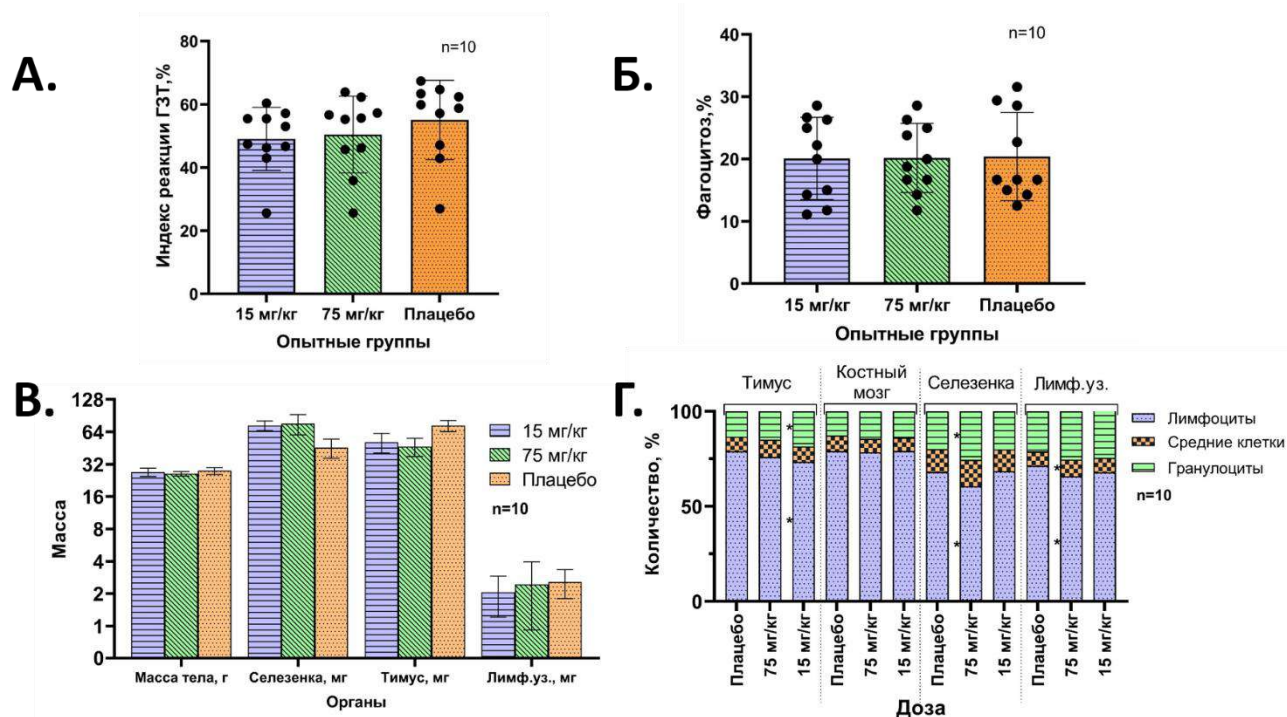 А.
n=10
Индекс реакции ГЗТ,%
80
60
40
20
0
15 мг/кг 75 мг/кг Плацебо
Опытные группы
Б.
n=10
Фагоцитоз,%
40
30
20
10
0
15 мг/кг 75 мг/кг Плацебо
Опытные группы
В.
Масса
128
64
32
16
8
4
2
1
0
15 мг/кг
75 мг/кг
Плацебо
n=10
Масса тела, г Селезенка, мг Тимус, мг Лимф.уз., мг
Органы
Г.
Тимус Костный мозг Селезенка Лимф.уз.
Количество, %
100
50
0
* * * * * *
Лимфоциты
Средние клетки
Гранулоциты
n=10
Плацебо 75 мг/кг 15 мг/кг Плацебо 75 мг/кг 15 мг/кг Плацебо 75 мг/кг 15 мг/кг Плацебо 75 мг/кг 15 мг/кг
Доза